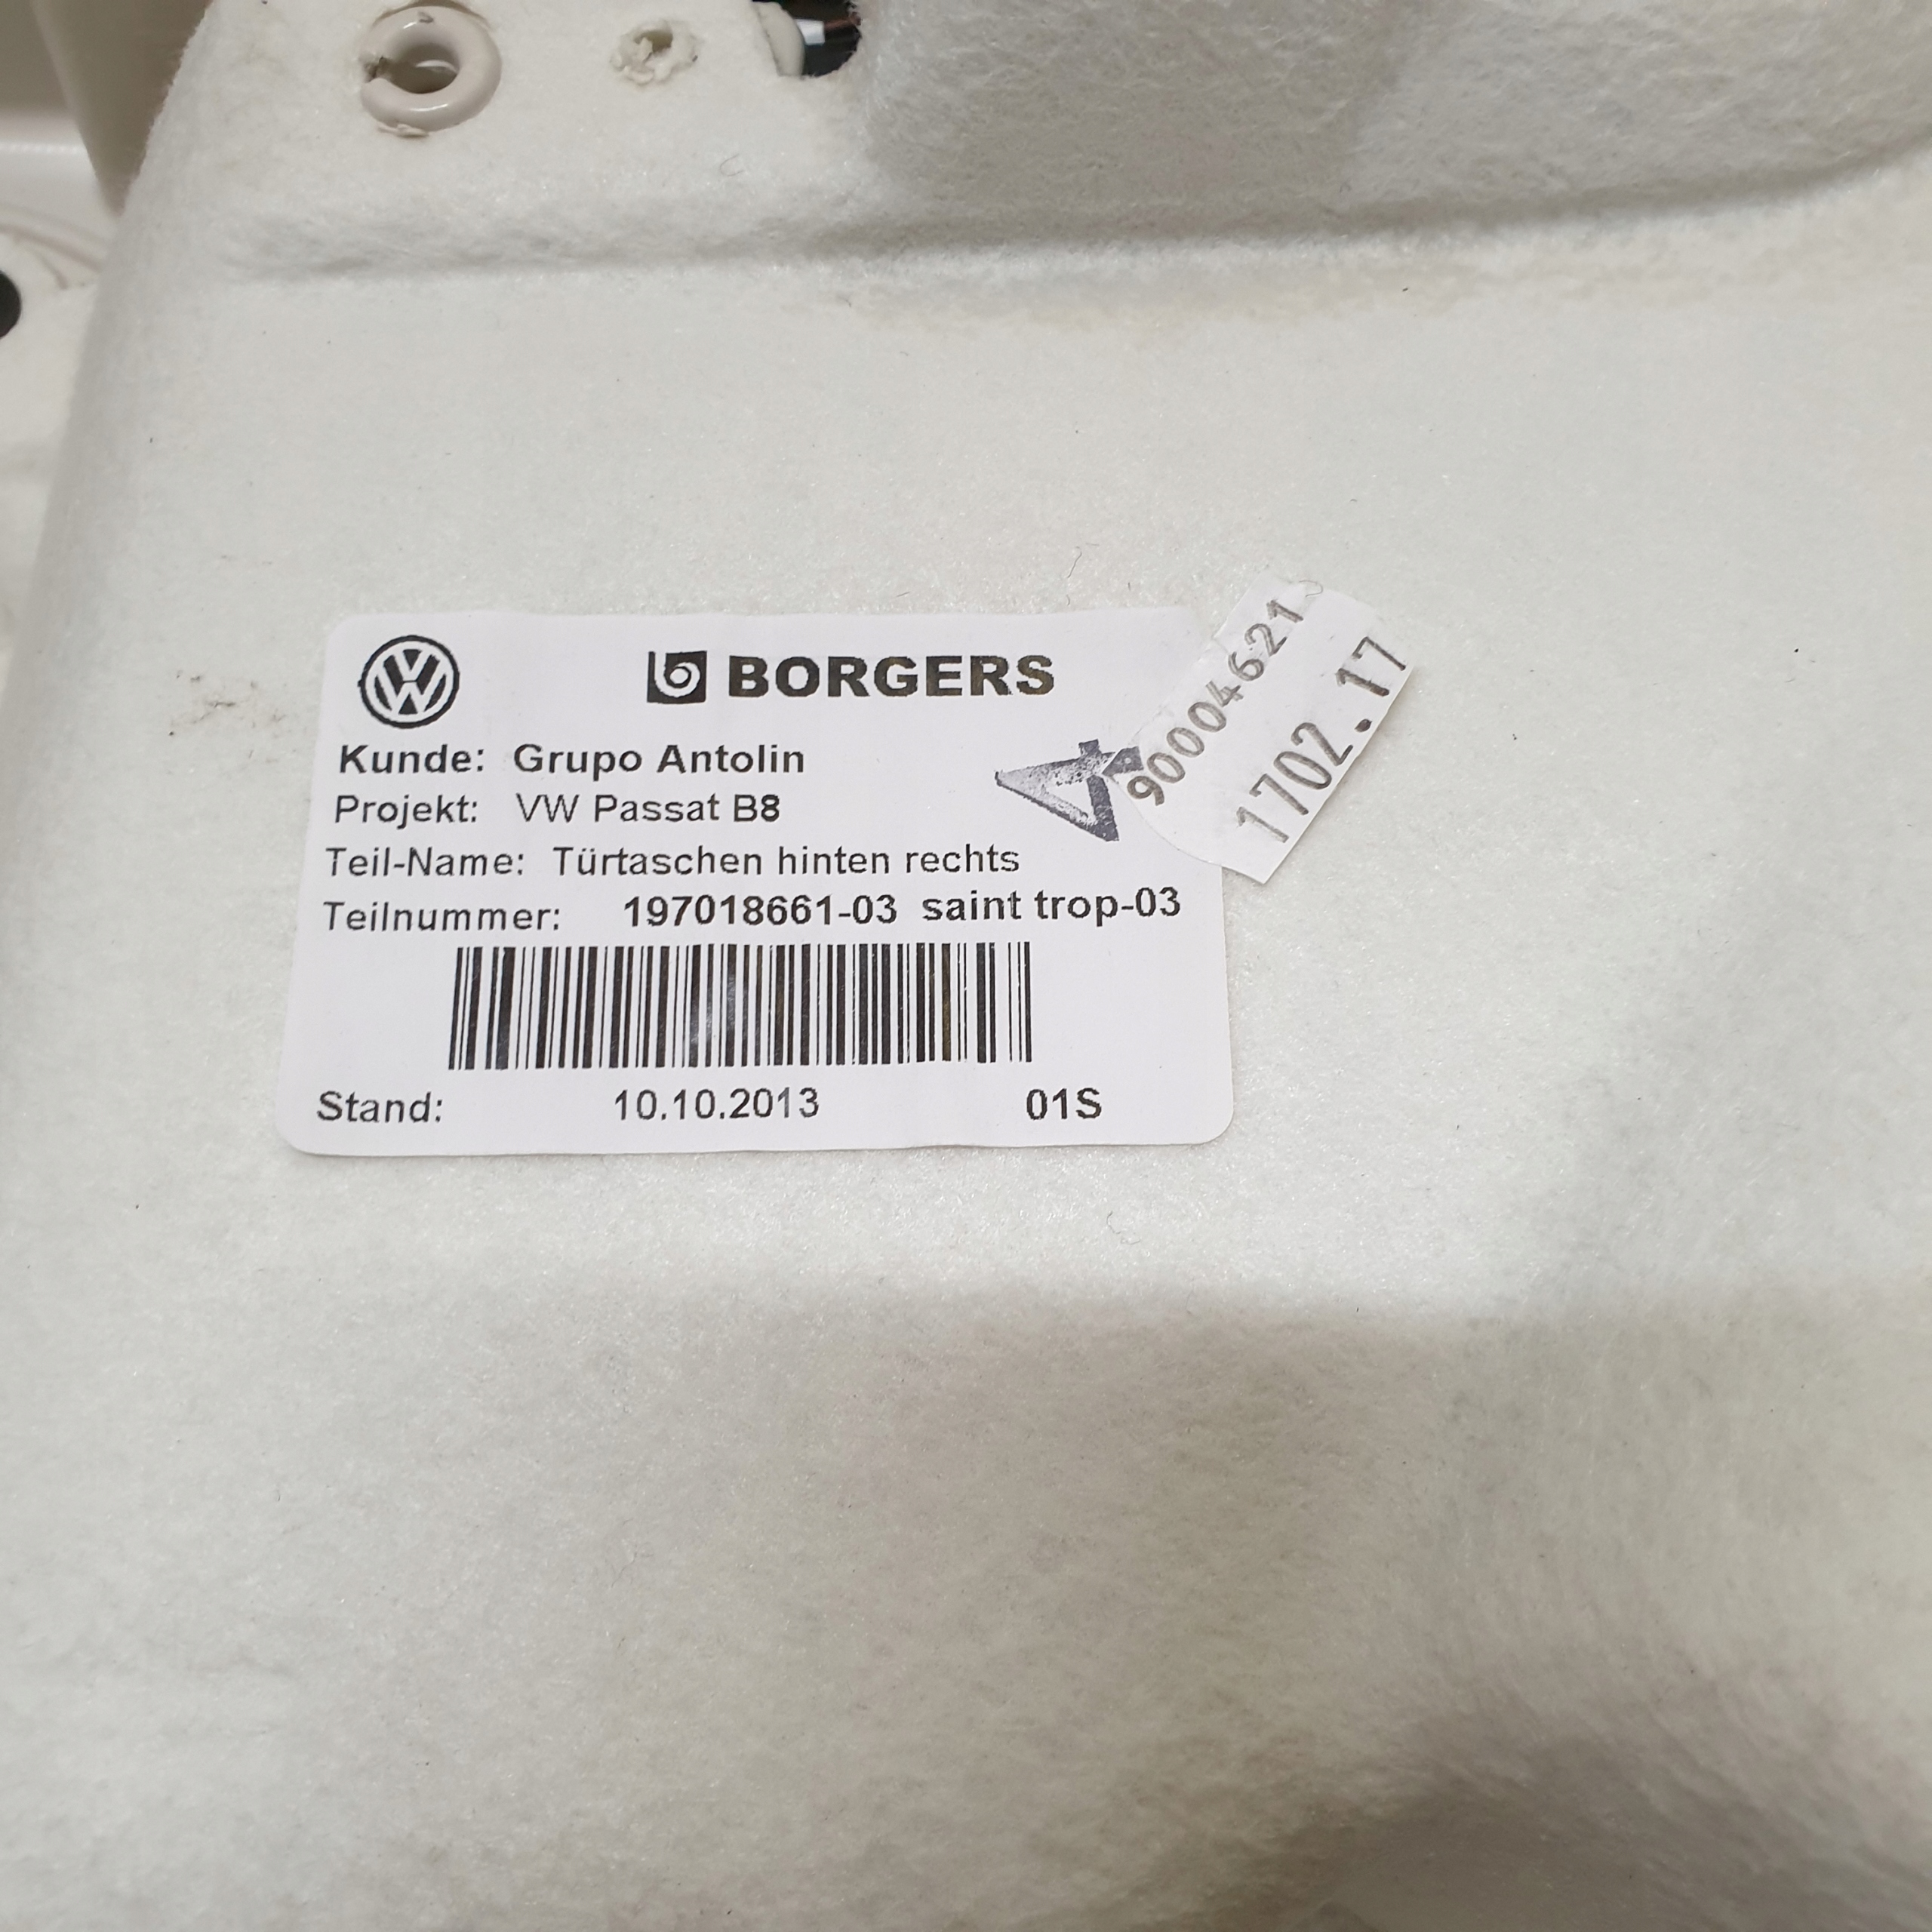 BORGERS
Kunde: Grupo Antolin
Projekt: VW Passat B8
Teil-Name: Türtaschen hinten rechts
Teilnummer: 197018661-03 saint trop-03
Stand: 10.10.2013 01S
90004621
1702.17